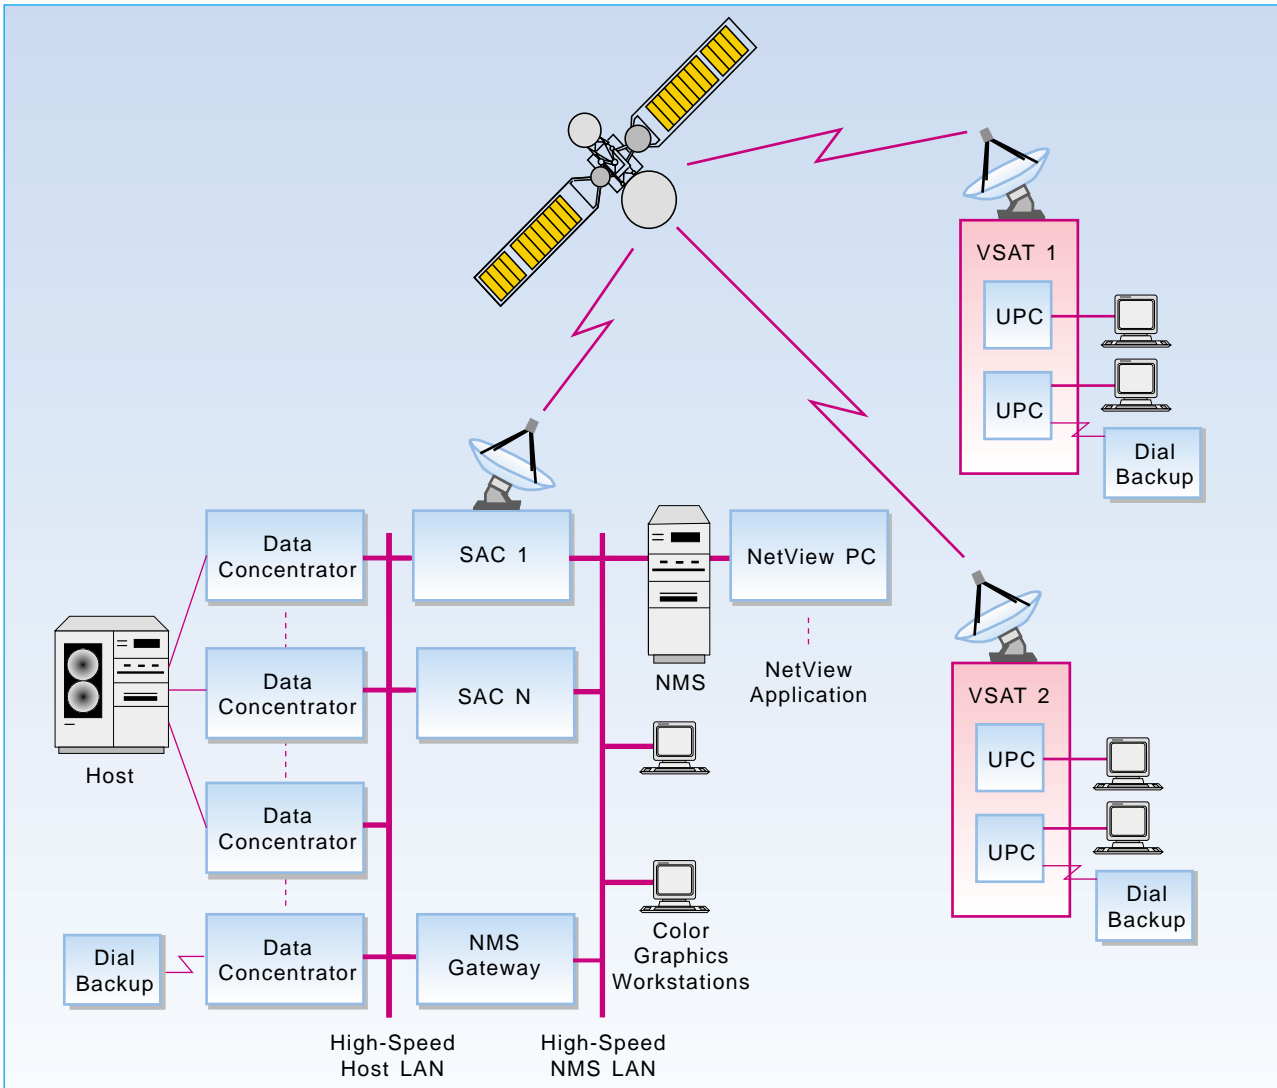 VSAT 1
UPC
UPC
Dial
Backup
Data
Concentrator
SAC 1
NetView PC
Data
Concentrator
SAC N
NMS
NetView
Application
Host
VSAT 2
UPC
UPC
Dial
Backup
Data
Concentrator
Dial
Backup
Data
Concentrator
NMS
Gateway
Color
Graphics
Workstations
High-Speed
Host LAN
High-Speed
NMS LAN